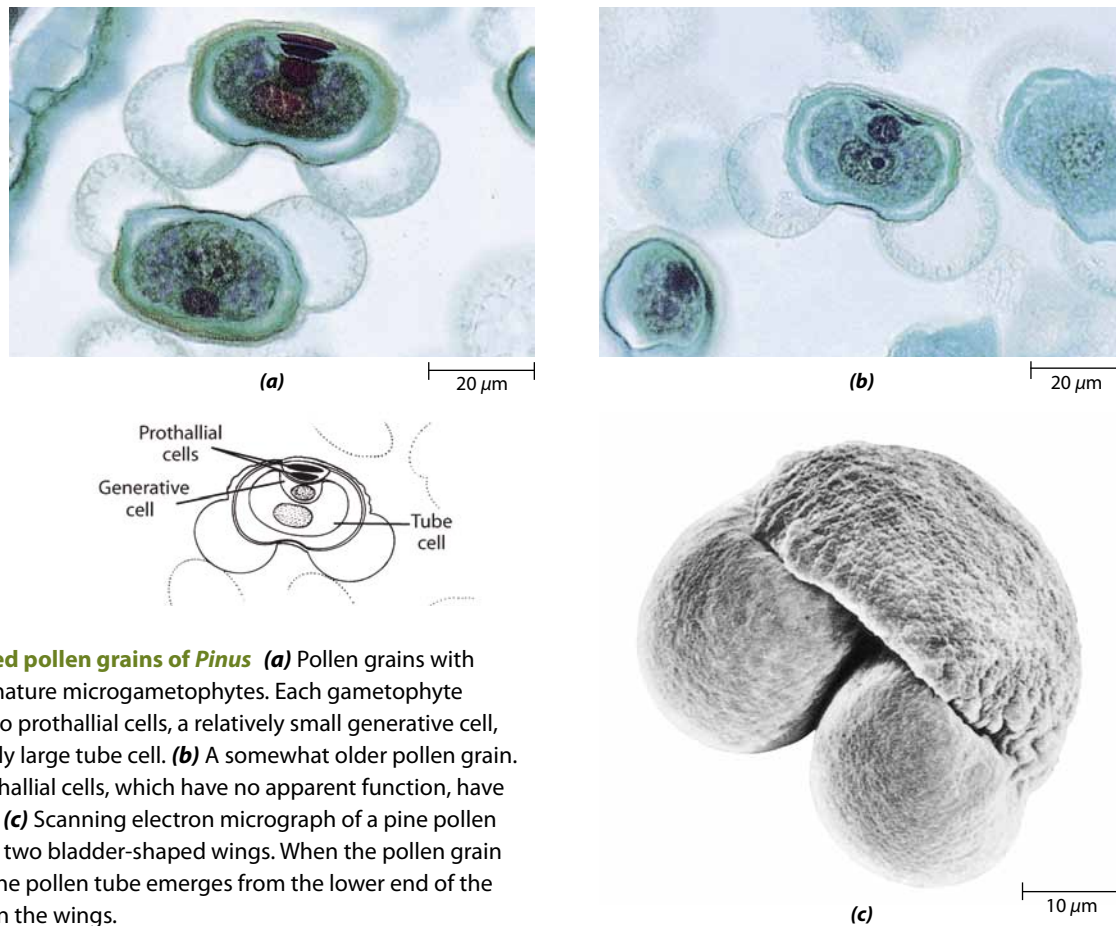 (a)
20 µm
(b)
20 µm
Prothallial
cells
Generative
cell
Tube
cell
ed pollen grains of Pinus (a) Pollen grains with
nature microgametophytes. Each gametophyte
o prothallial cells, a relatively small generative cell,
ly large tube cell. (b) A somewhat older pollen grain.
hallial cells, which have no apparent function, have
(c) Scanning electron micrograph of a pine pollen
two bladder-shaped wings. When the pollen grain
ne pollen tube emerges from the lower end of the
n the wings.
(c)
10 µm